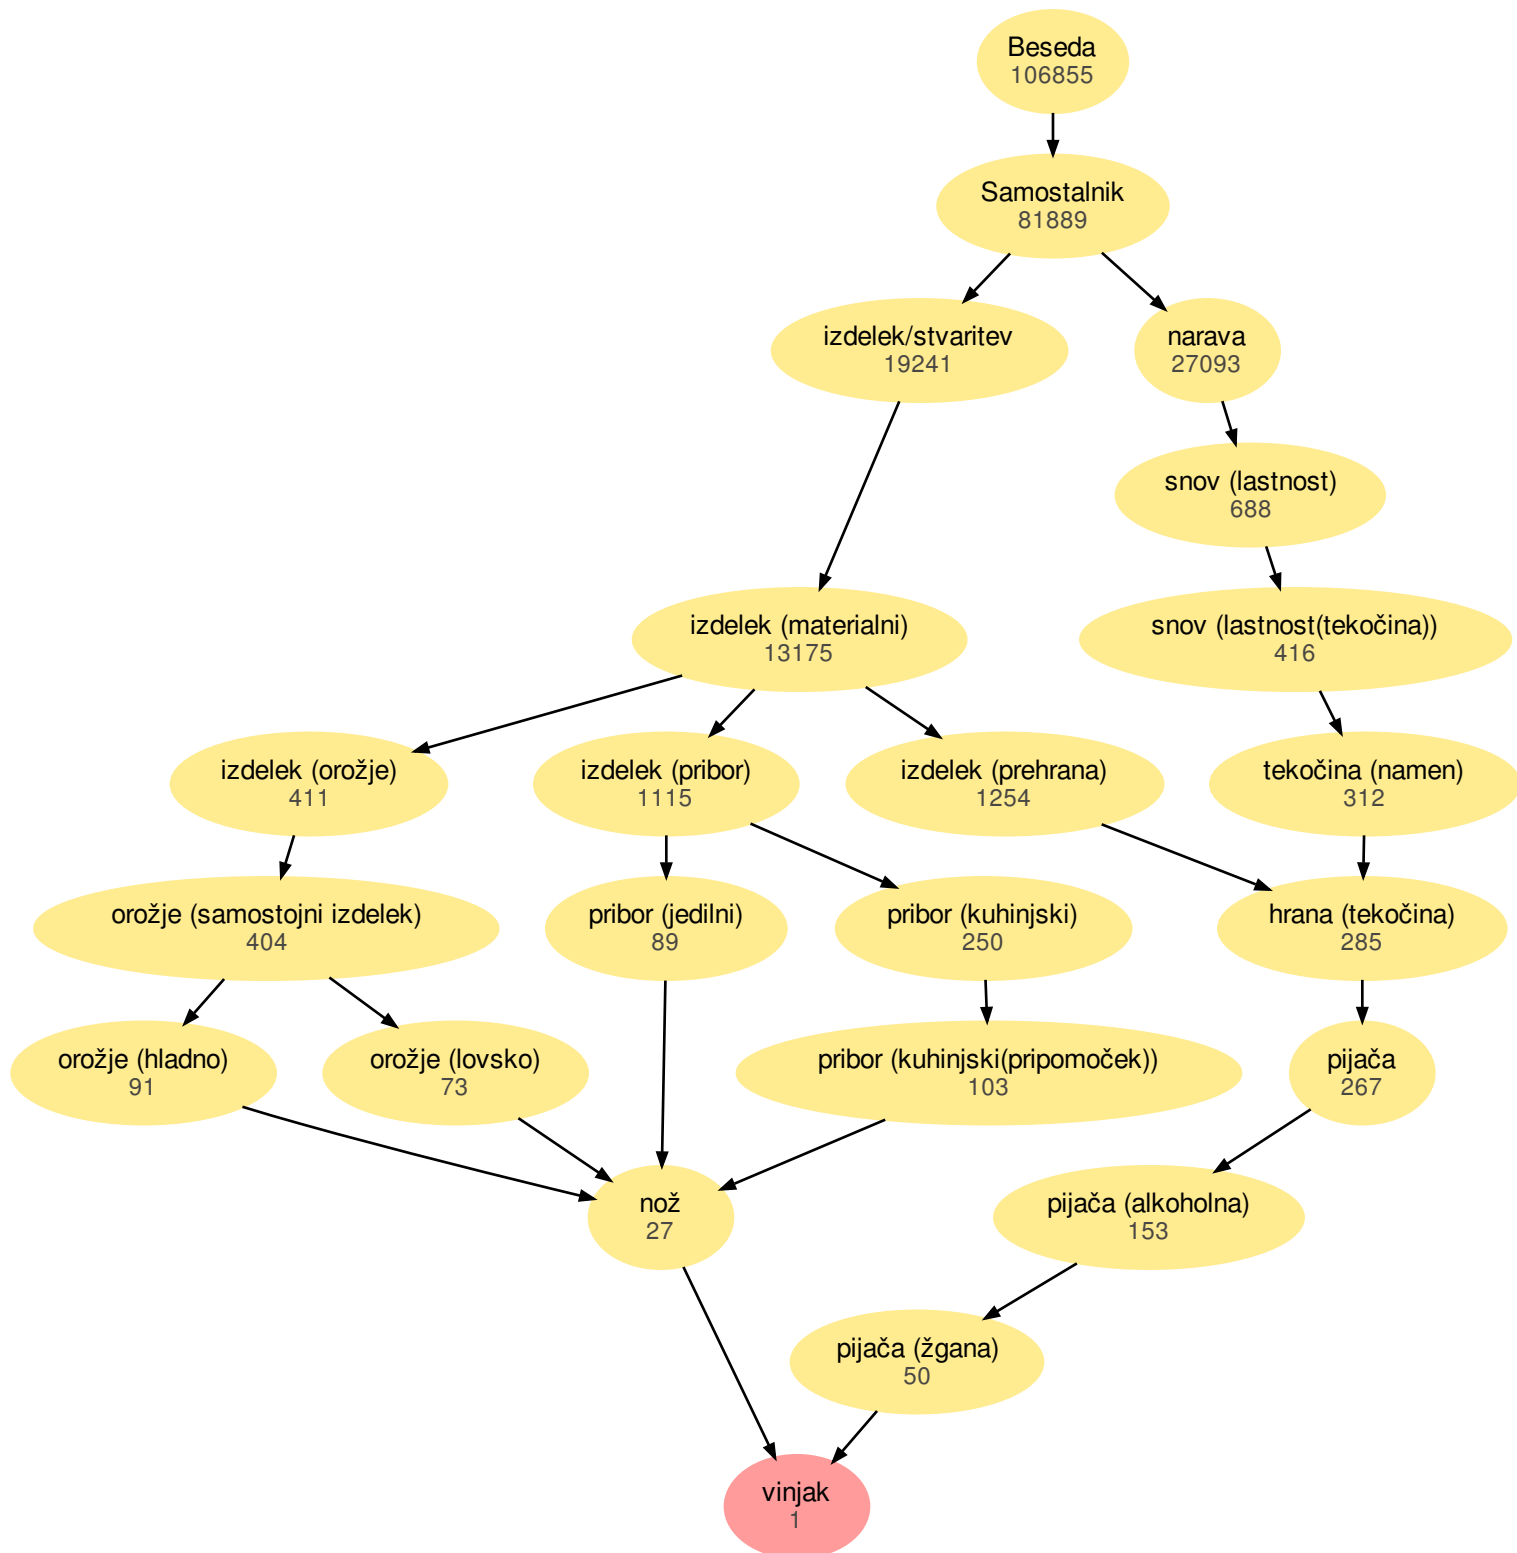 Beseda
106855
Samostalnik
81889
izdelek/stvaritev
19241
narava
27093
snov (lastnost)
688
izdelek (materialni)
13175
snov (lastnost(tekočina))
416
izdelek (orožje)
411
izdelek (pribor)
1115
izdelek (prehrana)
1254
tekočina (namen)
312
orožje (samostojni izdelek)
404
pribor (jedilni)
89
pribor (kuhinjski)
250
hrana (tekočina)
285
orožje (hladno)
91
orožje (lovsko)
73
pribor (kuhinjski(pripomoček))
103
pijača
267
nož
27
pijača (alkoholna)
153
pijača (žgana)
50
vinjak
1